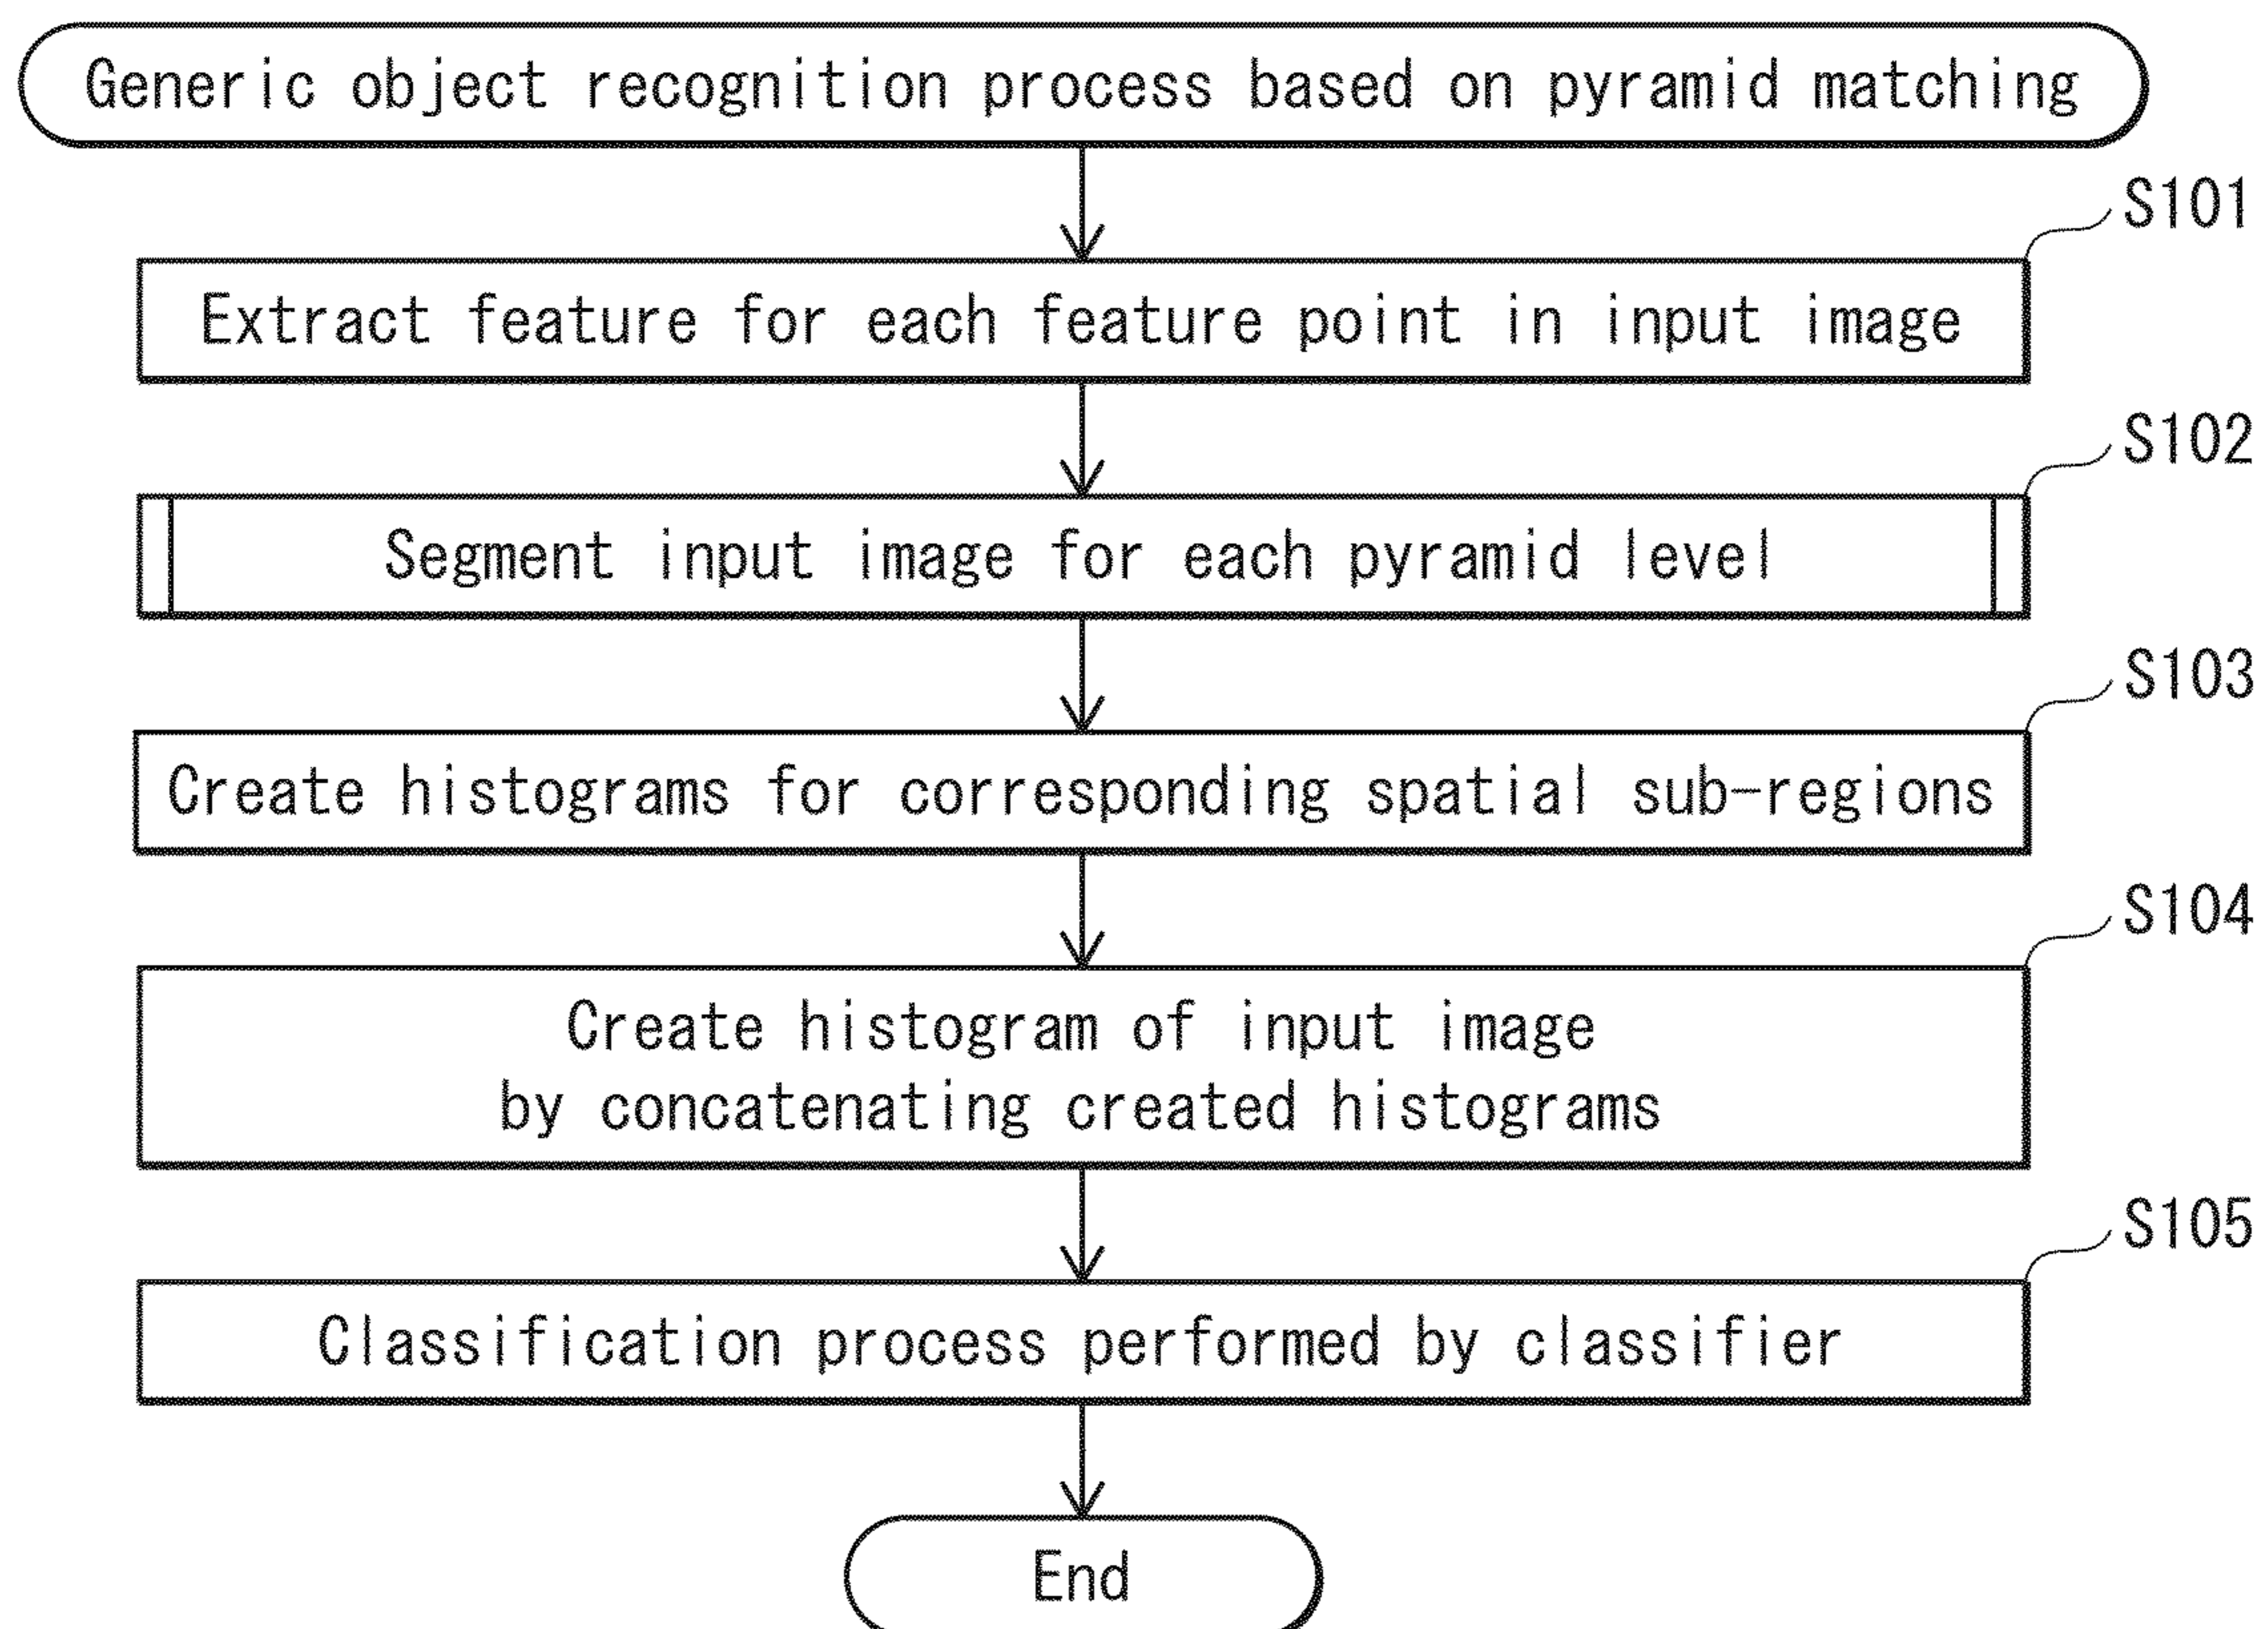 Generic object recognition process based on pyramid matching
S101
Extract feature for each feature point in input image
S102
Segment input image for each pyramid level
S103
Create histograms for corresponding spatial sub-regions
S104
Create histogram of input image
by concatenating created histograms
S105
Classification process performed by classifier
End